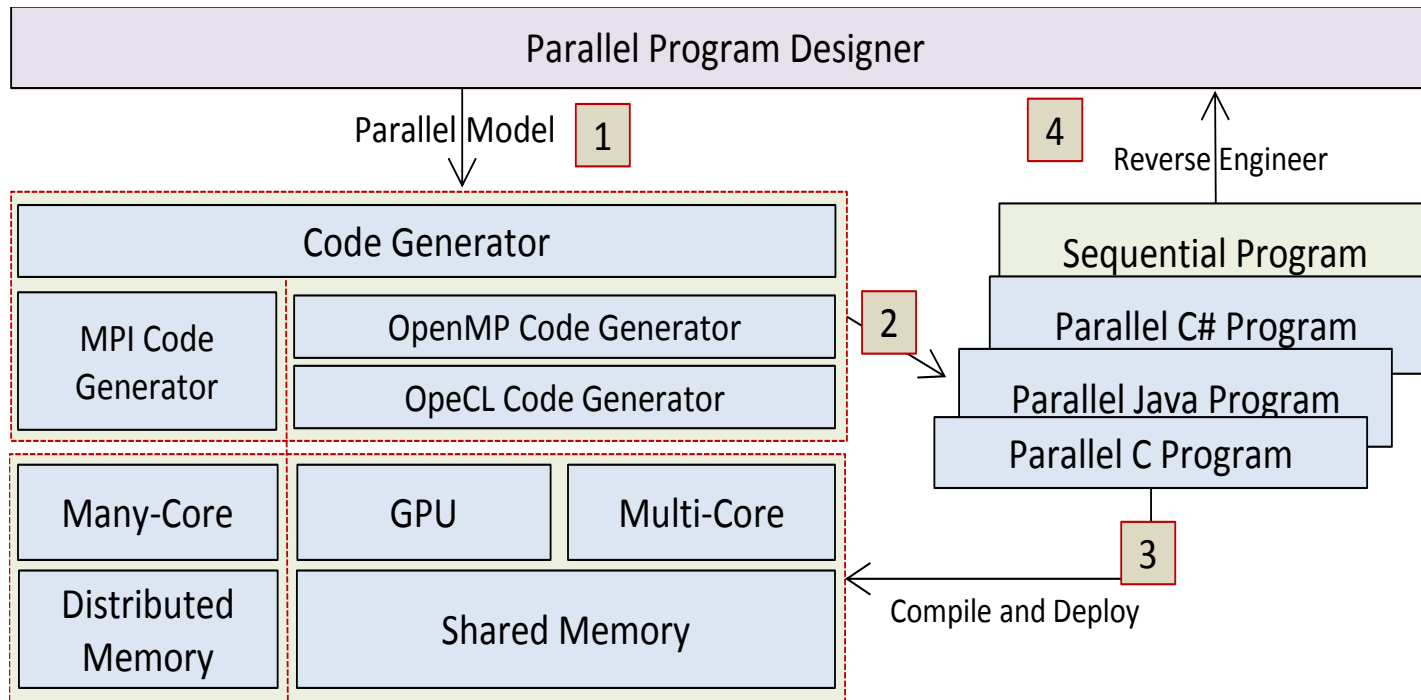 Parallel Program Designer
Parallel Model
1
4
Reverse Engineer
Code Generator
MPI Code
Generator
OpenMP Code Generator
OpeCL Code Generator
2
Sequential Program
Parallel C# Program
Parallel Java Program
Parallel C Program
Many-Core
GPU
Multi-Core
Distributed
Memory
Shared Memory
3
Compile and Deploy